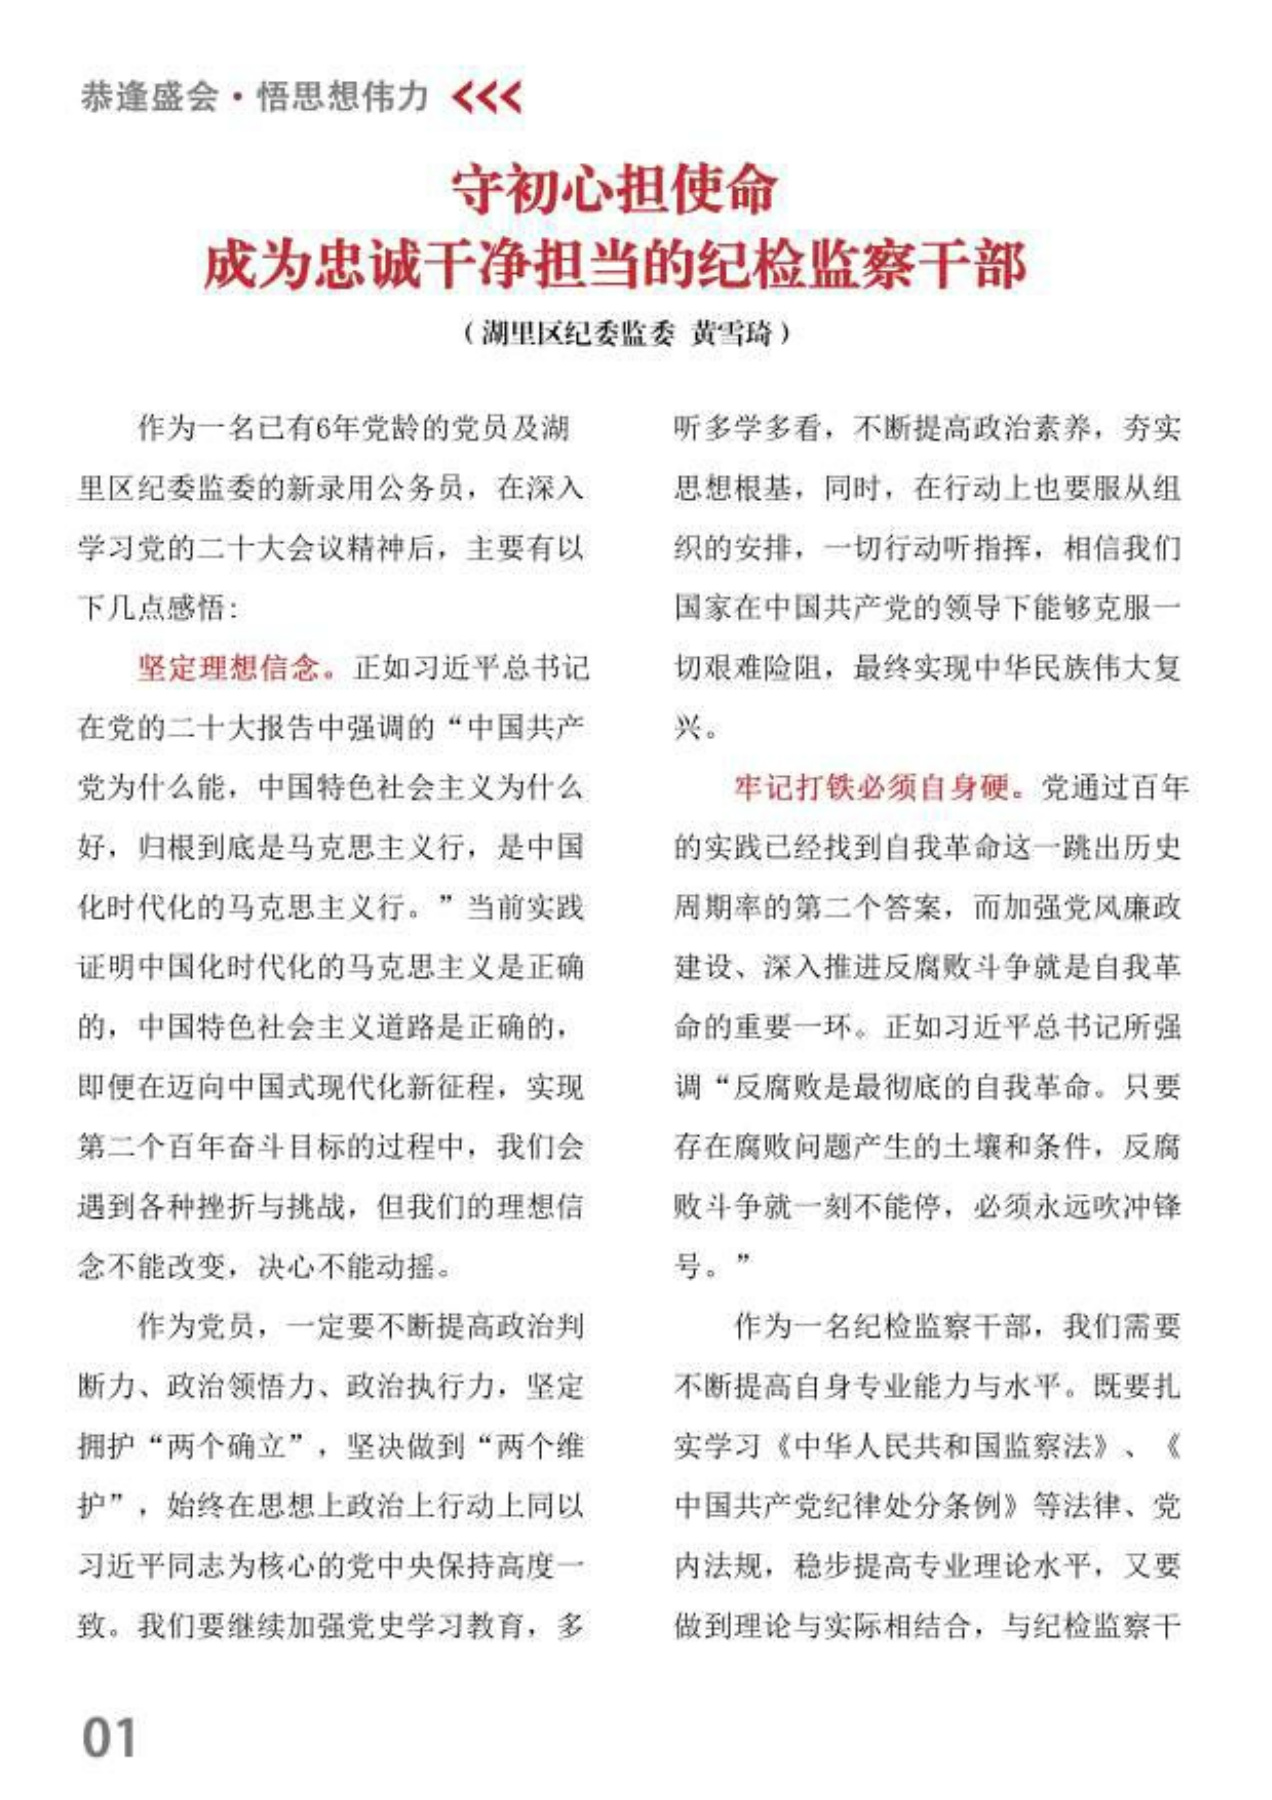 恭逢盛会·悟思想伟力 <<<
守初心担使命
成为忠诚干净担当的纪检监察干部
（湖里区纪委监委 黄雪琦）
作为一名已有6年党龄的党员及湖
里区纪委监委的新录用公务员，在深入
学习党的二十大会议精神后，主要有以
下几点感悟：
坚定理想信念。正如习近平总书记
在党的二十大报告中强调的“中国共产
党为什么能，中国特色社会主义为什么
好，归根到底是马克思主义行，是中国
化时代化的马克思主义行。”当前实践
证明中国化时代化的马克思主义是正确
的，中国特色社会主义道路是正确的，
即便在迈向中国式现代化新征程，实现
第二个百年奋斗目标的过程中，我们会
遇到各种挫折与挑战，但我们的理想信
念不能改变，决心不能动摇。
作为党员，一定要不断提高政治判
断力、政治领悟力、政治执行力，坚定
拥护“两个确立”，坚决做到“两个维
护”，始终在思想上政治上行动上同以
习近平同志为核心的党中央保持高度一
致。我们要继续加强党史学习教育，多
听多学多看，不断提高政治素养，夯实
思想根基，同时，在行动上也要服从组
织的安排，一切行动听指挥，相信我们
国家在中国共产党的领导下能够克服一
切艰难险阻，最终实现中华民族伟大复
兴。
牢记打铁必须自身硬。党通过百年
的实践已经找到自我革命这一跳出历史
周期率的第二个答案，而加强党风廉政
建设、深入推进反腐败斗争就是自我革
命的重要一环。正如习近平总书记所强
调“反腐败是最彻底的自我革命。只要
存在腐败问题产生的土壤和条件，反腐
败斗争就一刻不能停，必须永远吹冲锋
号。”
作为一名纪检监察干部，我们需要
不断提高自身专业能力与水平。既要扎
实学习《中华人民共和国监察法》、《
中国共产党纪律处分条例》等法律、党
内法规，稳步提高专业理论水平，又要
做到理论与实际相结合，与纪检监察干
01